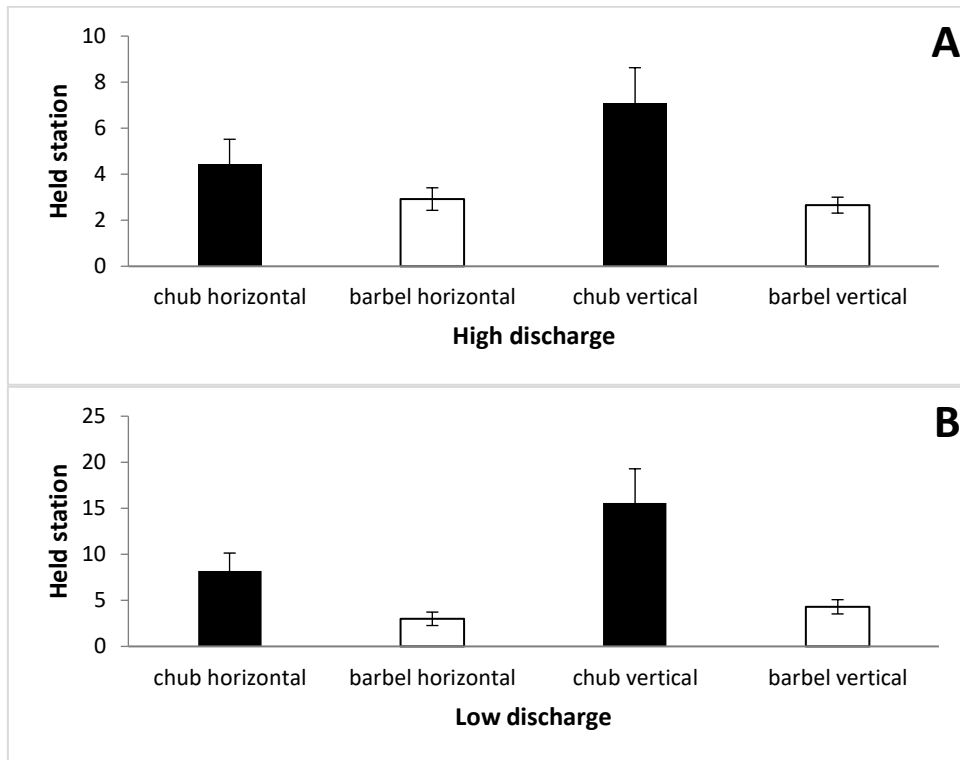 A
10
8
6
4
2
0
Held station
chub horizontal barbel horizontal chub vertical barbel vertical
High discharge
B
25
20
15
10
5
0
Held station
chub horizontal barbel horizontal chub vertical barbel vertical
Low discharge